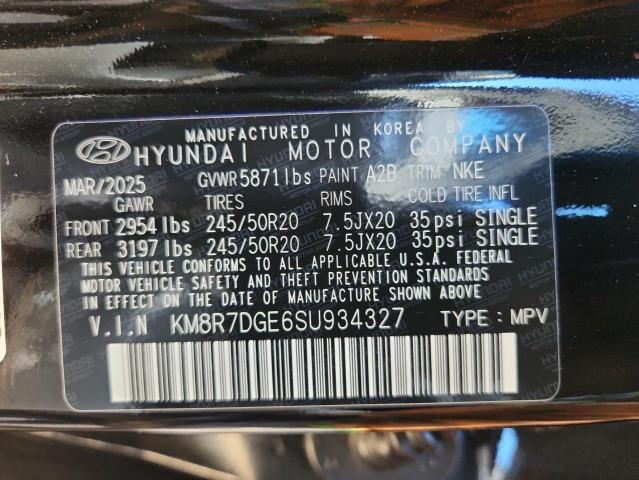 MANUFACTURED IN KOREA BY
HYUNDAI MOTOR COMPANY
MAR/2025 GVWR 5871lbs PAINT A2B TRIM NKE
GAWR TIRES RIMS COLD TIRE INFL
FRONT 2954 lbs 245/50R20 7.5JX20 35psi SINGLE
REAR 3197 lbs 245/50R20 7.5JX20 35psi SINGLE
THIS VEHICLE CONFORMS TO ALL APPLICABLE U.S.A. FEDERAL
MOTOR VEHICLE SAFETY AND THEFT PREVENTION STANDARDS
IN EFFECT ON THE DATE OF MANUFACTURE SHOWN ABOVE.
V.I.N KM8R7DGE6SU934327 TYPE : MPV